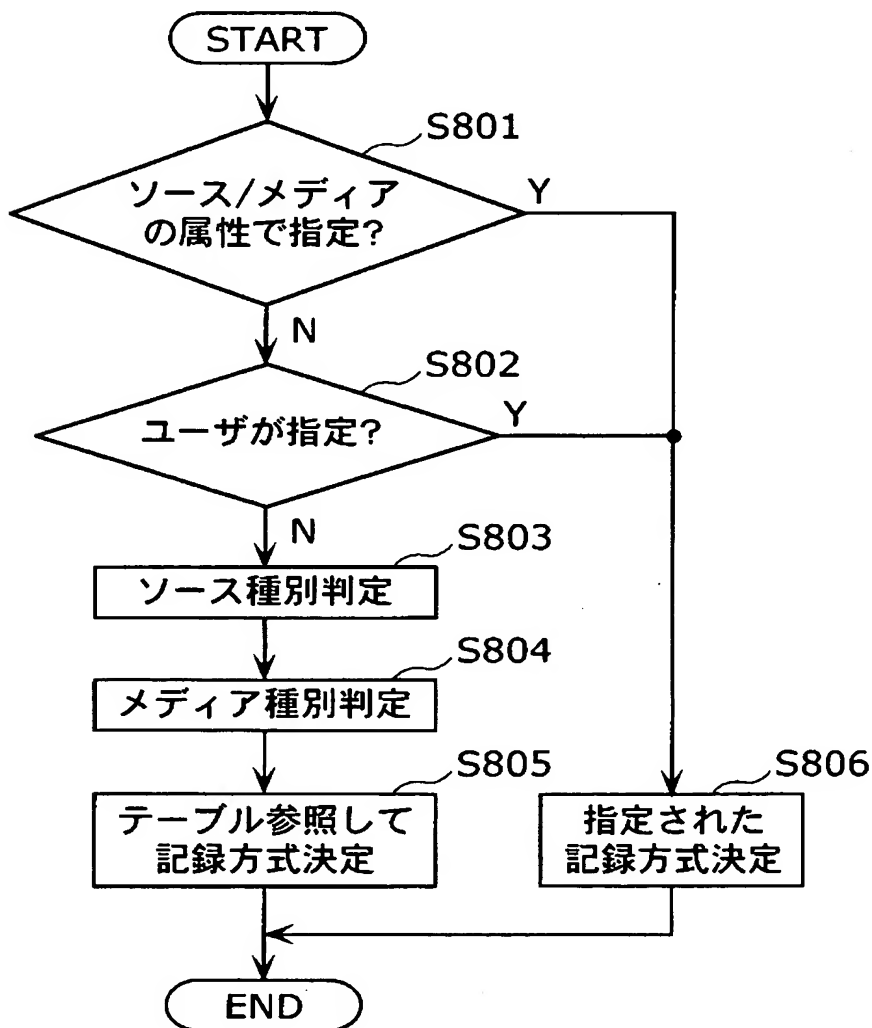 START
S801
ソース/メディア
の属性で指定?
Y
N
S802
ユーザが指定?
Y
N
S803
ソース種別判定
S804
メディア種別判定
S805
テーブル参照して
記録方式決定
S806
指定された
記録方式決定
END